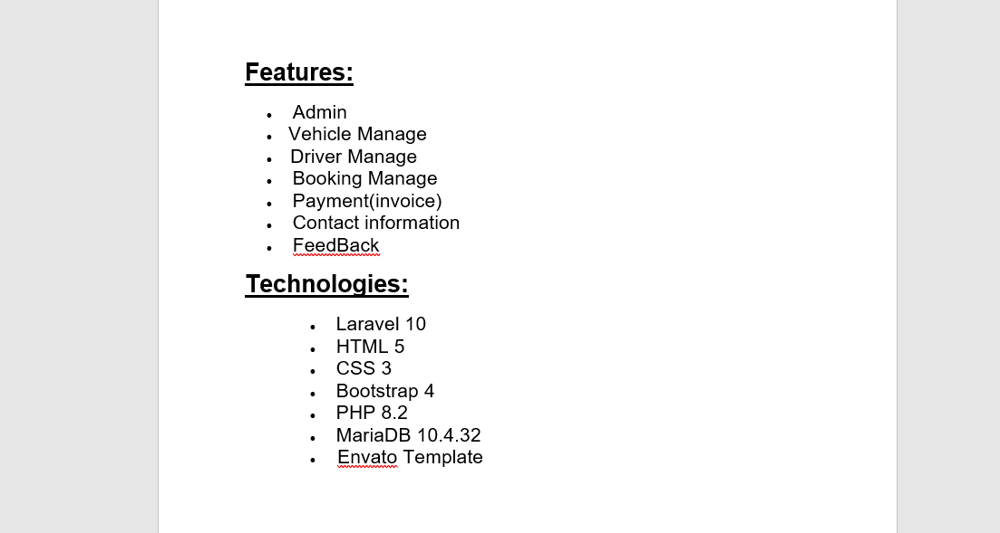 Features:
• Admin
• Vehicle Manage
• Driver Manage
• Booking Manage
• Payment(invoice)
• Contact information
• FeedBack
Technologies:
• Laravel 10
• HTML 5
• CSS 3
• Bootstrap 4
• PHP 8.2
• MariaDB 10.4.32
• Envato Template